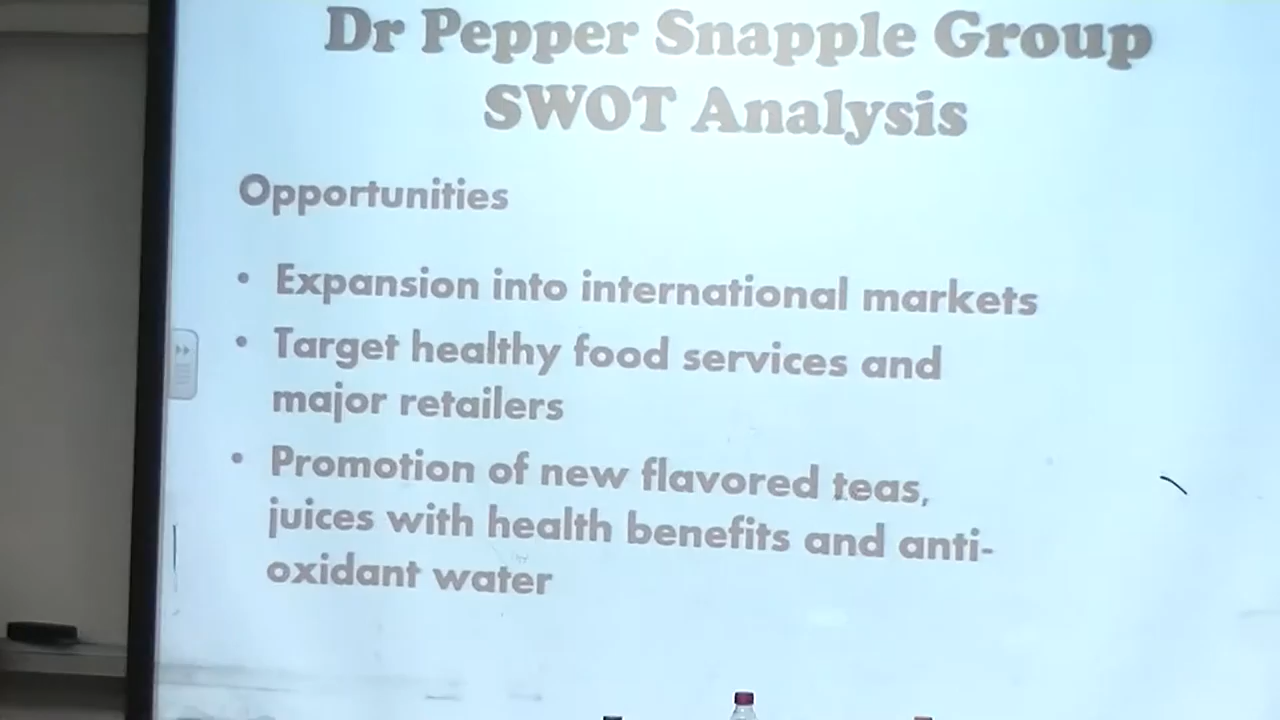 Dr Pepper Snapple Group
SWOT Analysis
Opportunities
• Expansion into international markets
• Target healthy food services and
major retailers
• Promotion of new flavored teas,
juices with health benefits and anti-
oxidant water